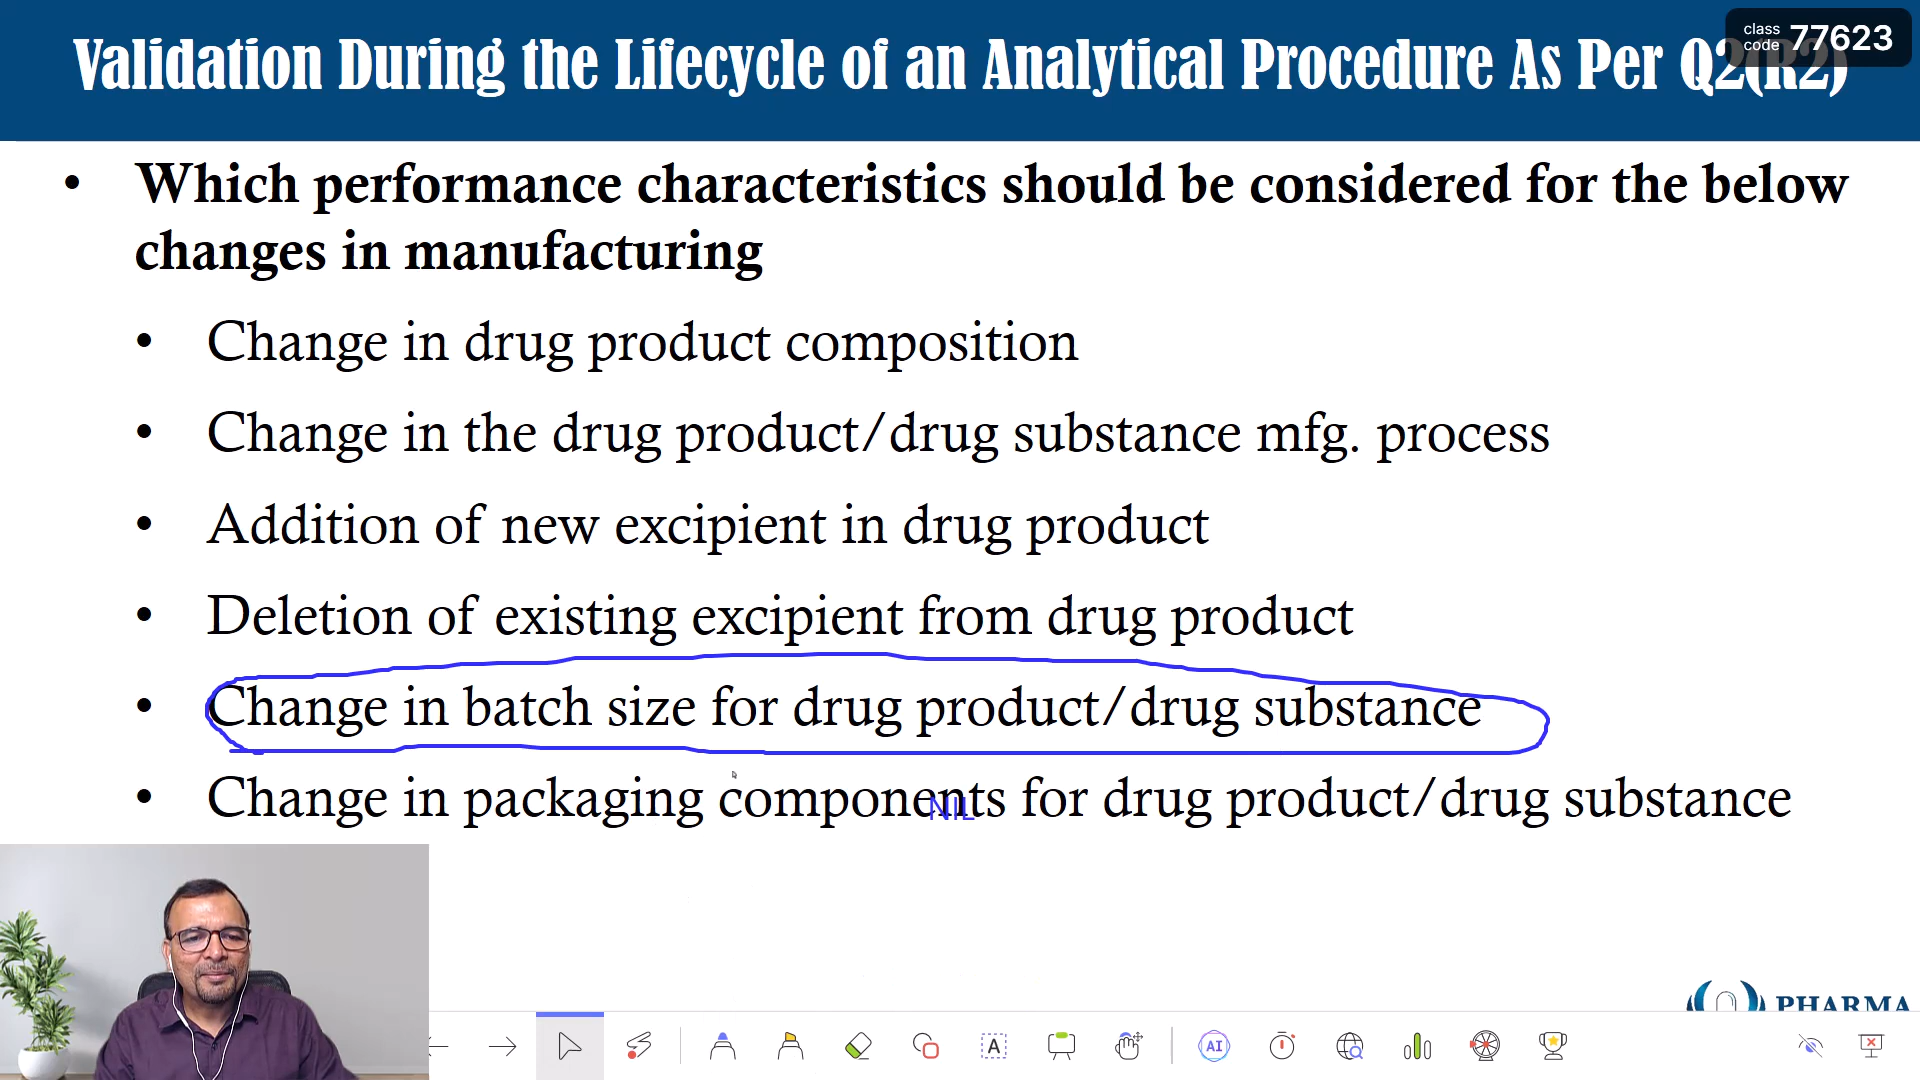 Validation During the Lifecycle of an Analytical Procedure As Per Q2(R2)
class
code 77623
• Which performance characteristics should be considered for the below
changes in manufacturing
• Change in drug product composition
• Change in the drug product/drug substance mfg. process
• Addition of new excipient in drug product
• Deletion of existing excipient from drug product
• Change in batch size for drug product/drug substance
• Change in packaging components for drug product/drug substance
NIL
PHARMA
A
AI